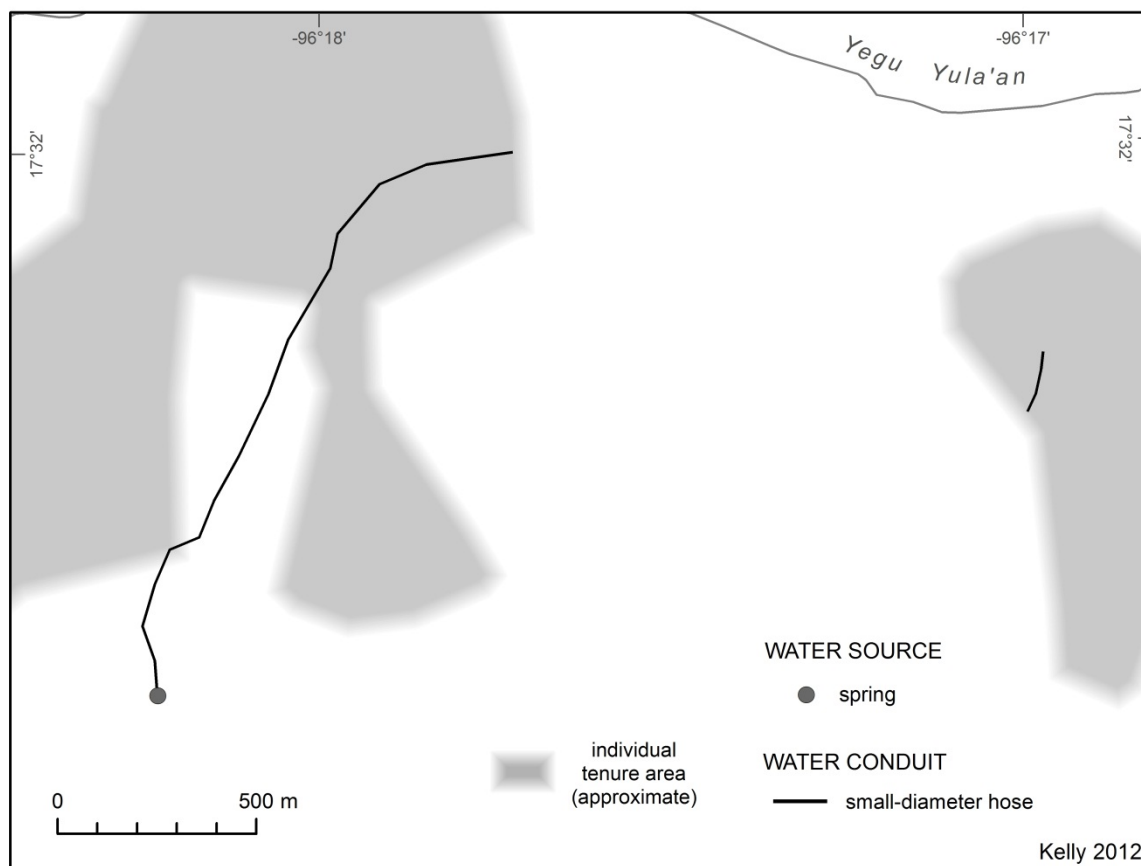 -96°18'
-96°17'
Yegu Yula'an
17°32'
17°32'
WATER SOURCE
spring
individual
tenure area
(approximate)
WATER CONDUIT
small-diameter hose
0 500 m
Kelly 2012